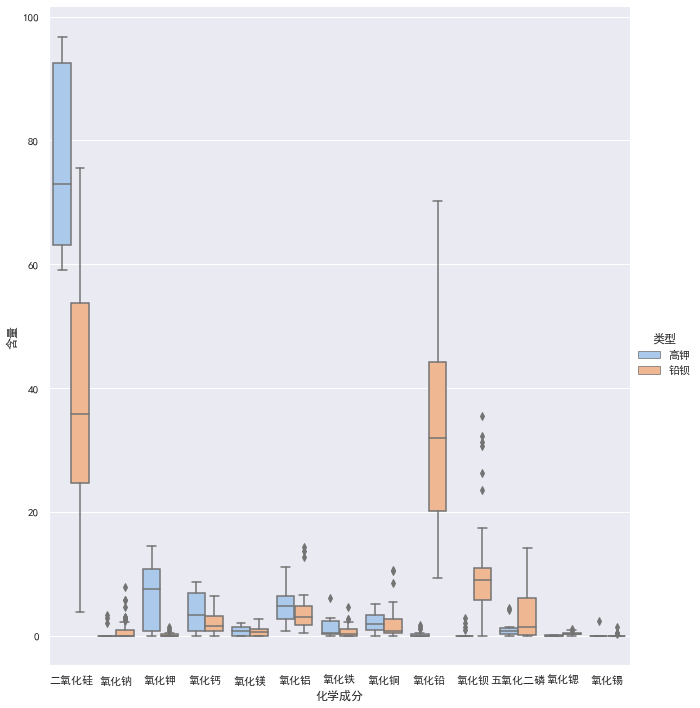 100
80
60
40
20
0
含量
二氧化硅 氧化钠 氧化钾 氧化钙 氧化镁 氧化铝 氧化铁 氧化铜 氧化铅 氧化钡 五氧化二磷 氧化锶 氧化锡
化学成分
类型
高钾
铅钡